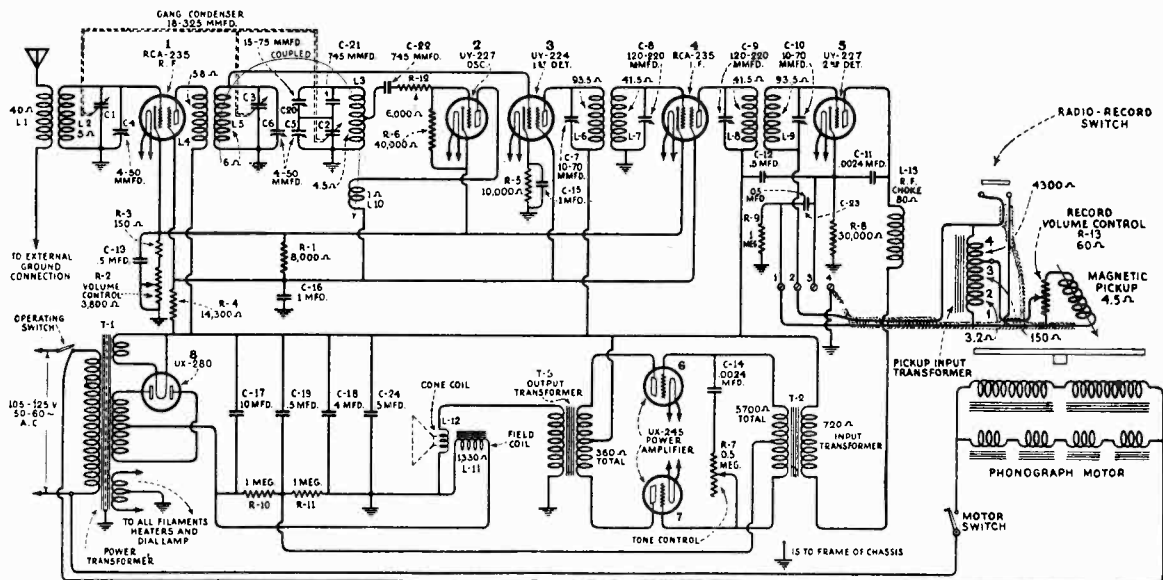 GANG CONDENSER
18-325 MMFD.
1
RCA-235
R.F.
.58Ω
15-75 MMFD.
COUPLED
C-21
745 MMFD.
C-22
745 MMFD.
R-12
6,000Ω
2
UY-227
OSC.
3
UY-224
1ST DET.
C-8
120-220
MMFD.
4
RCA-235
I.F.
C-9
120-220
MMFD.
C-10
10-70
MMFD.
5
UY-227
2ND DET.
40Ω
L1
L2
5Ω
C1
C4
L4
L5
C3
C6
C20
C5
C2
L3
6Ω
4-50
MMFD.
4-50
MMFD.
4.5Ω
1Ω
L10
R-6
40,000Ω
R-5
10,000Ω
C-15
.1 MFD.
93.5Ω
L-6
C-7
10-70
MMFD.
41.5Ω
L-7
41.5Ω
L-8
93.5Ω
L-9
C-12
.5 MFD.
C-11
.0024 MFD.
L-13
R.F.
CHOKE
80Ω
.05
MFD
C-23
R-9
1
MEG.
R-8
30,000Ω
1
2
3
4
RADIO-RECORD
SWITCH
4300Ω
RECORD
VOLUME CONTROL
R-13
60Ω
MAGNETIC
PICKUP
4.5Ω
4
3
2
1
3.2Ω
150Ω
PICKUP INPUT
TRANSFORMER
R-3
150Ω
C-13
.5 MFD.
R-2
VOLUME
CONTROL
3,800Ω
R-1
8,000Ω
C-16
1 MFD.
R-4
14,300Ω
TO EXTERNAL
GROUND
CONNECTION
OPERATING
SWITCH
T-1
8
UX-280
105-125 V
50-60~
A.C
C-17
10 MFD.
C-19
.5 MFD.
C-18
4 MFD.
C-24
.5 MFD.
CONE COIL
L-12
FIELD
COIL
1330Ω
L-11
T-3
OUTPUT
TRANSFORMER
360Ω
TOTAL
6
UX-245
POWER
AMPLIFIER
7
C-14
.0024
MFD.
R-7
0.5
MEG.
TONE CONTROL
5700Ω
TOTAL
T-2
720Ω
INPUT
TRANSFORMER
1 MEG.
R-10
1 MEG.
R-11
TO ALL FILAMENTS
HEATERS AND
DIAL LAMP
POWER
TRANSFORMER
IS TO FRAME OF CHASSIS
PHONOGRAPH MOTOR
MOTOR
SWITCH